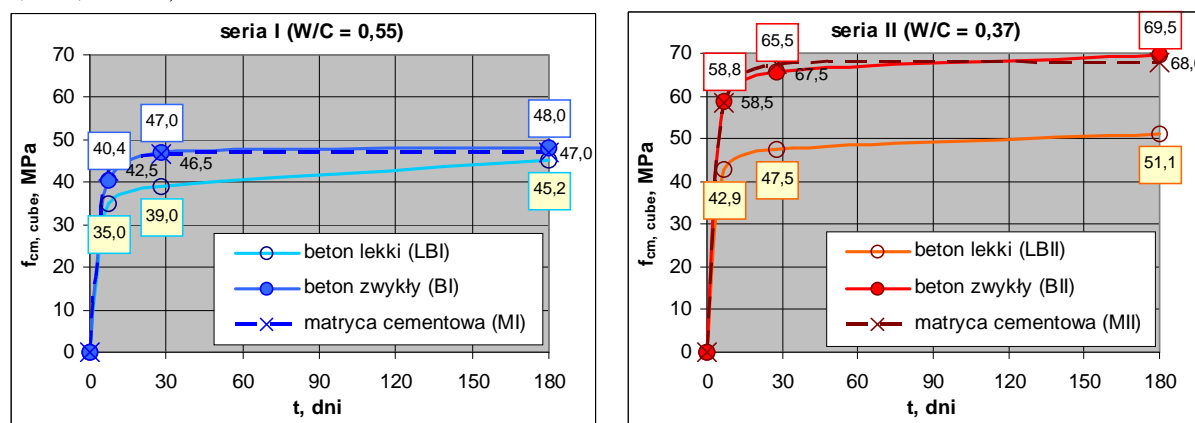 seria I (W/C = 0,55)
f cm, cube, MPa
70
60
50
40
30
20
10
0
40,4
42,5
47,0
46,5
48,0
47,0
35,0
39,0
45,2
beton lekki (LBI)
beton zwykły (BI)
matryca cementowa (MI)
0 30 60 90 120 150 180
t, dni
seria II (W/C = 0,37)
f cm, cube, MPa
70
60
50
40
30
20
10
0
58,8
58,5
65,5
67,5
69,5
68,
42,9
47,5
51,1
beton lekki (LBII)
beton zwykły (BII)
matryca cementowa (MII)
0 30 60 90 120 150 180
t, dni